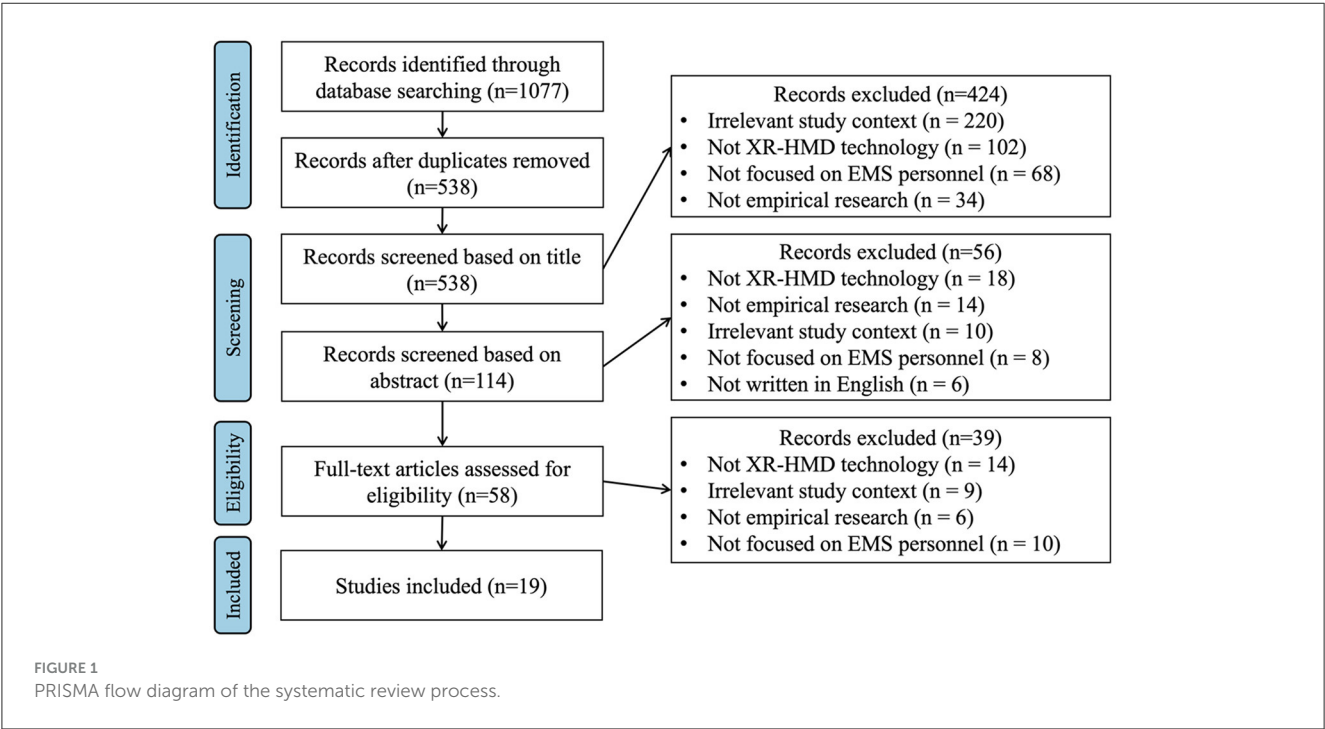 Identification
Records identified through
database searching (n=1077)
Records after duplicates removed
(n=538)
Screening
Records screened based on title
(n=538)
Records screened based on
abstract (n=114)
Eligibility
Full-text articles assessed for
eligibility (n=58)
Included
Studies included (n=19)
Records excluded (n=424)
• Irrelevant study context (n = 220)
• Not XR-HMD technology (n = 102)
• Not focused on EMS personnel (n = 68)
• Not empirical research (n = 34)
Records excluded (n=56)
• Not XR-HMD technology (n = 18)
• Not empirical research (n = 14)
• Irrelevant study context (n = 10)
• Not focused on EMS personnel (n = 8)
• Not written in English (n = 6)
Records excluded (n=39)
• Not XR-HMD technology (n = 14)
• Irrelevant study context (n = 9)
• Not empirical research (n = 6)
• Not focused on EMS personnel (n = 10)
FIGURE 1
PRISMA flow diagram of the systematic review process.